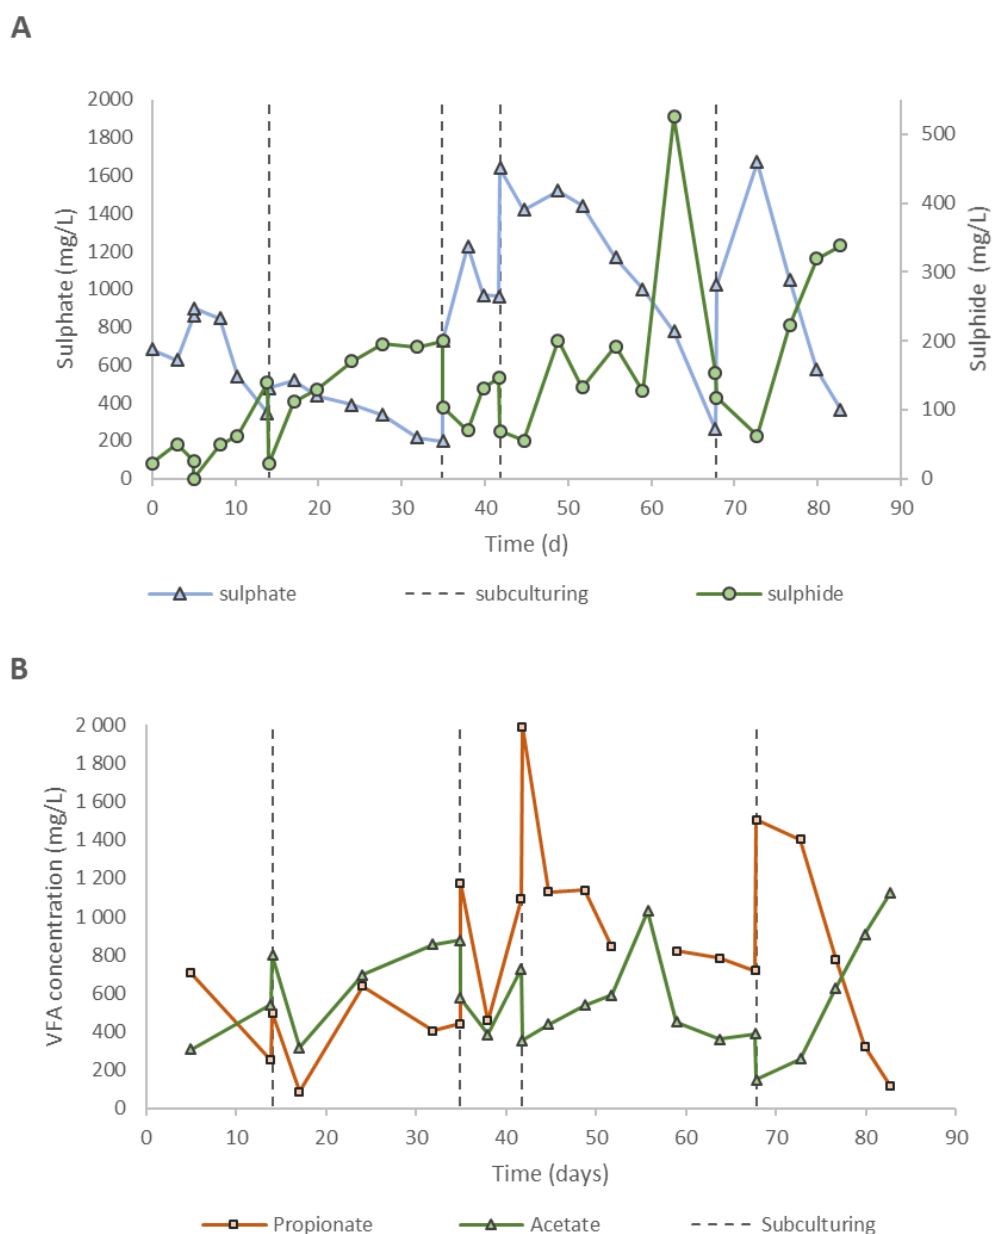 A
2000
1800
1600
1400
1200
1000
800
600
400
200
0
Sulphate (mg/L)
500
400
300
200
100
0
Sulphide (mg/L)
0 10 20 30 40 50 60 70 80 90
Time (d)
sulphate subculturing sulphide
B
2 000
1 800
1 600
1 400
1 200
1 000
800
600
400
200
0
VFA concentration (mg/L)
0 10 20 30 40 50 60 70 80 90
Time (days)
Propionate Acetate Subculturing